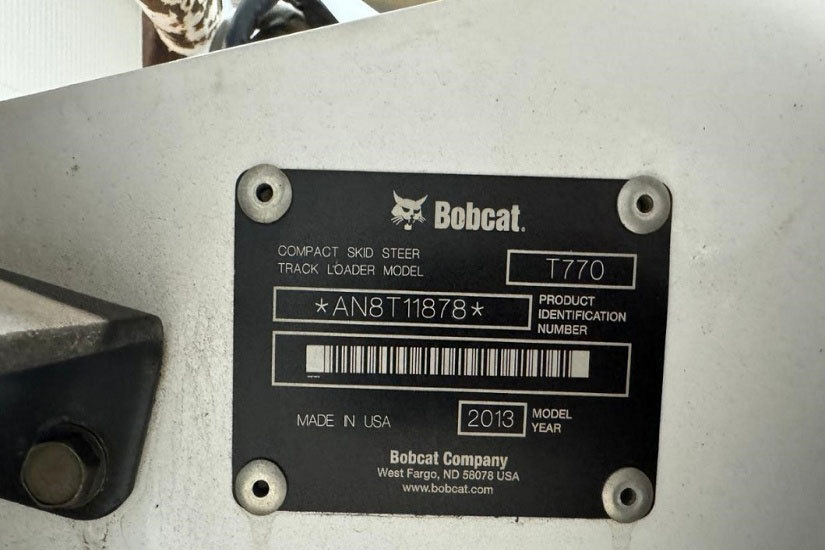 Bobcat.
COMPACT SKID STEER
TRACK LOADER MODEL
T770
*AN8T11878*
PRODUCT
IDENTIFICATION
NUMBER
MADE IN USA
2013
MODEL
YEAR
Bobcat Company
West Fargo, ND 58078 USA
www.bobcat.com